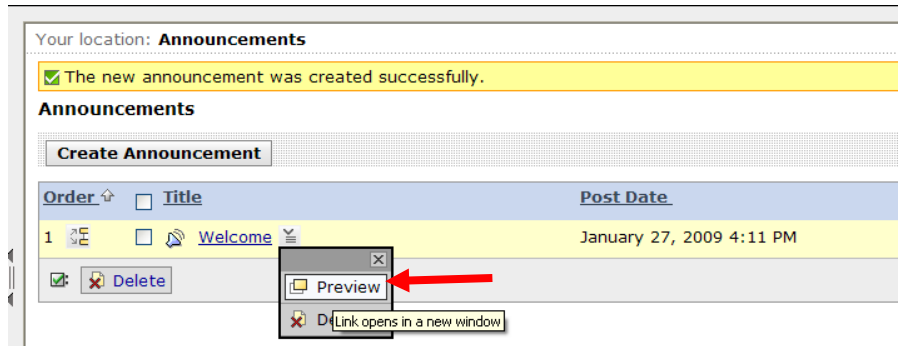 Your location: Announcements
The new announcement was created successfully.
Announcements
Create Announcement
Order Title Post Date
1 Welcome January 27, 2009 4:11 PM
Delete
Preview
Link opens in a new window